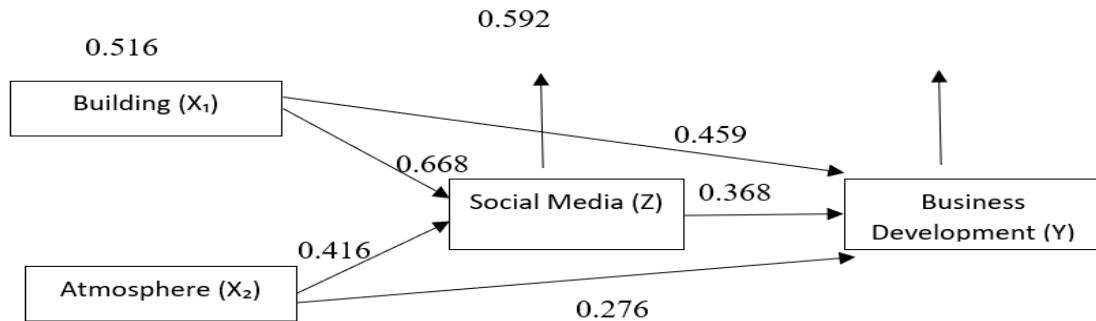 0.592
0.516
Building (X₁)
0.459
0.668
Social Media (Z)
0.368
Business
Development (Y)
0.416
Atmosphere (X₂)
0.276